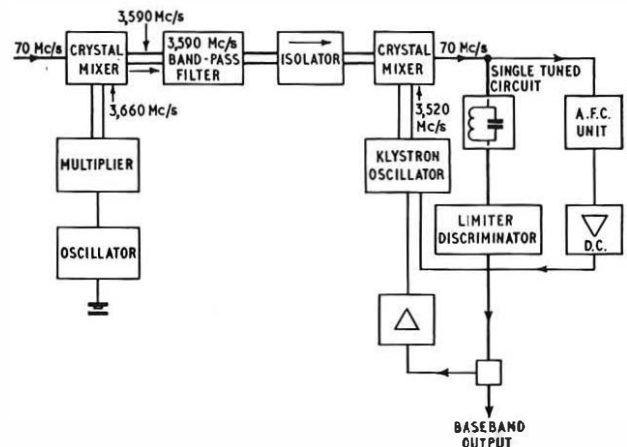 3,590 Mc/s
70 Mc/s
CRYSTAL
MIXER
3,590 Mc/s
BAND-PASS
FILTER
ISOLATOR
CRYSTAL
MIXER
70 Mc/s
SINGLE TUNED
CIRCUIT
A.F.C.
UNIT
3,660 Mc/s
3,520
Mc/s
MULTIPLIER
KLYSTRON
OSCILLATOR
OSCILLATOR
LIMITER
DISCRIMINATOR
D.C.
BASEBAND
OUTPUT